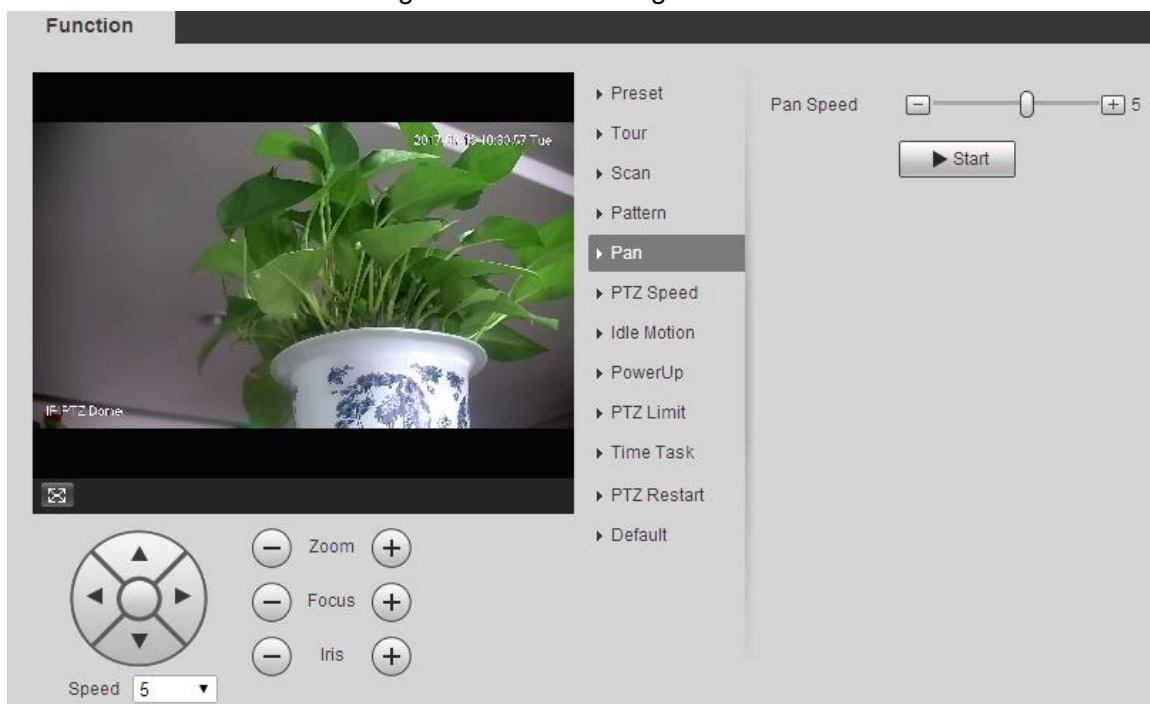 Function
Tue
IP PTZ Dome
Preset
Tour
Scan
Pattern
Pan
PTZ Speed
Idle Motion
PowerUp
PTZ Limit
Time Task
PTZ Restart
Default
Pan Speed 5
Start
Zoom
Focus
Iris
Speed 5